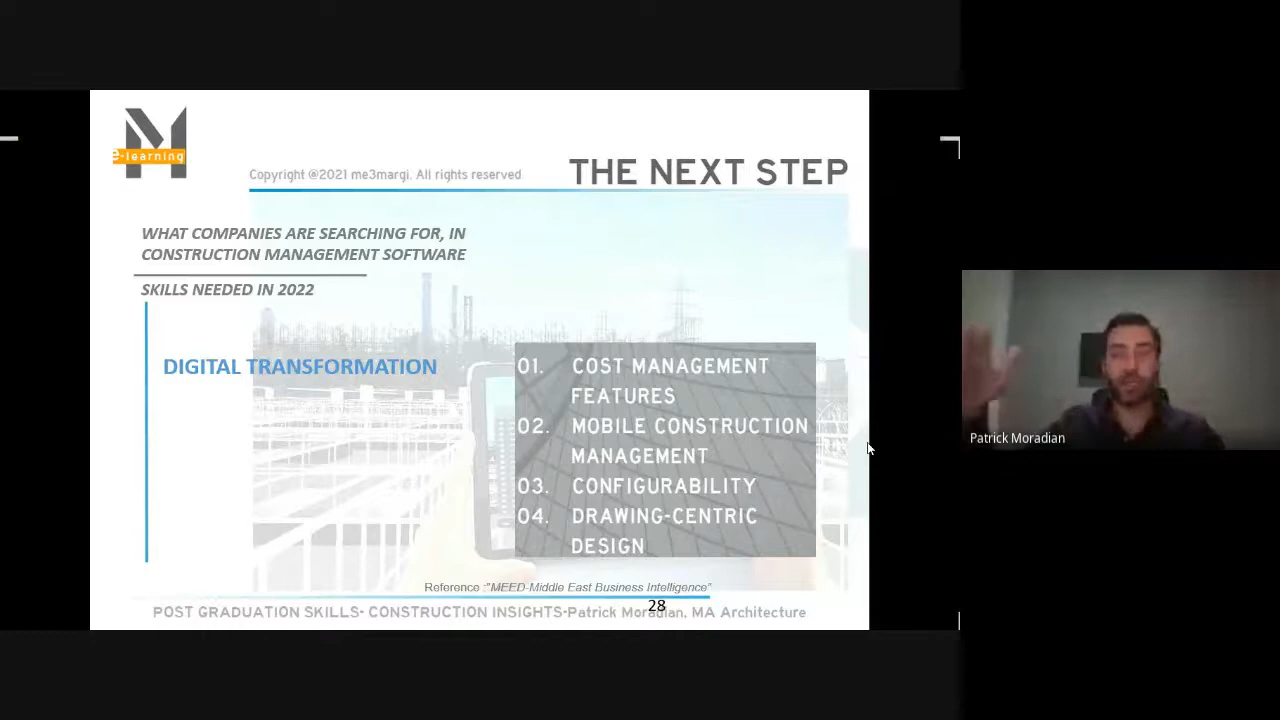 M
e-learning
Copyright @2021 me3margi. All rights reserved
THE NEXT STEP
WHAT COMPANIES ARE SEARCHING FOR, IN
CONSTRUCTION MANAGEMENT SOFTWARE
SKILLS NEEDED IN 2022
DIGITAL TRANSFORMATION
01. COST MANAGEMENT
FEATURES
02. MOBILE CONSTRUCTION
MANAGEMENT
03. CONFIGURABILITY
04. DRAWING-CENTRIC
DESIGN
Reference :"MEED-Middle East Business Intelligence"
28
POST GRADUATION SKILLS- CONSTRUCTION INSIGHTS-Patrick Moradian, MA Architecture
Patrick Moradian